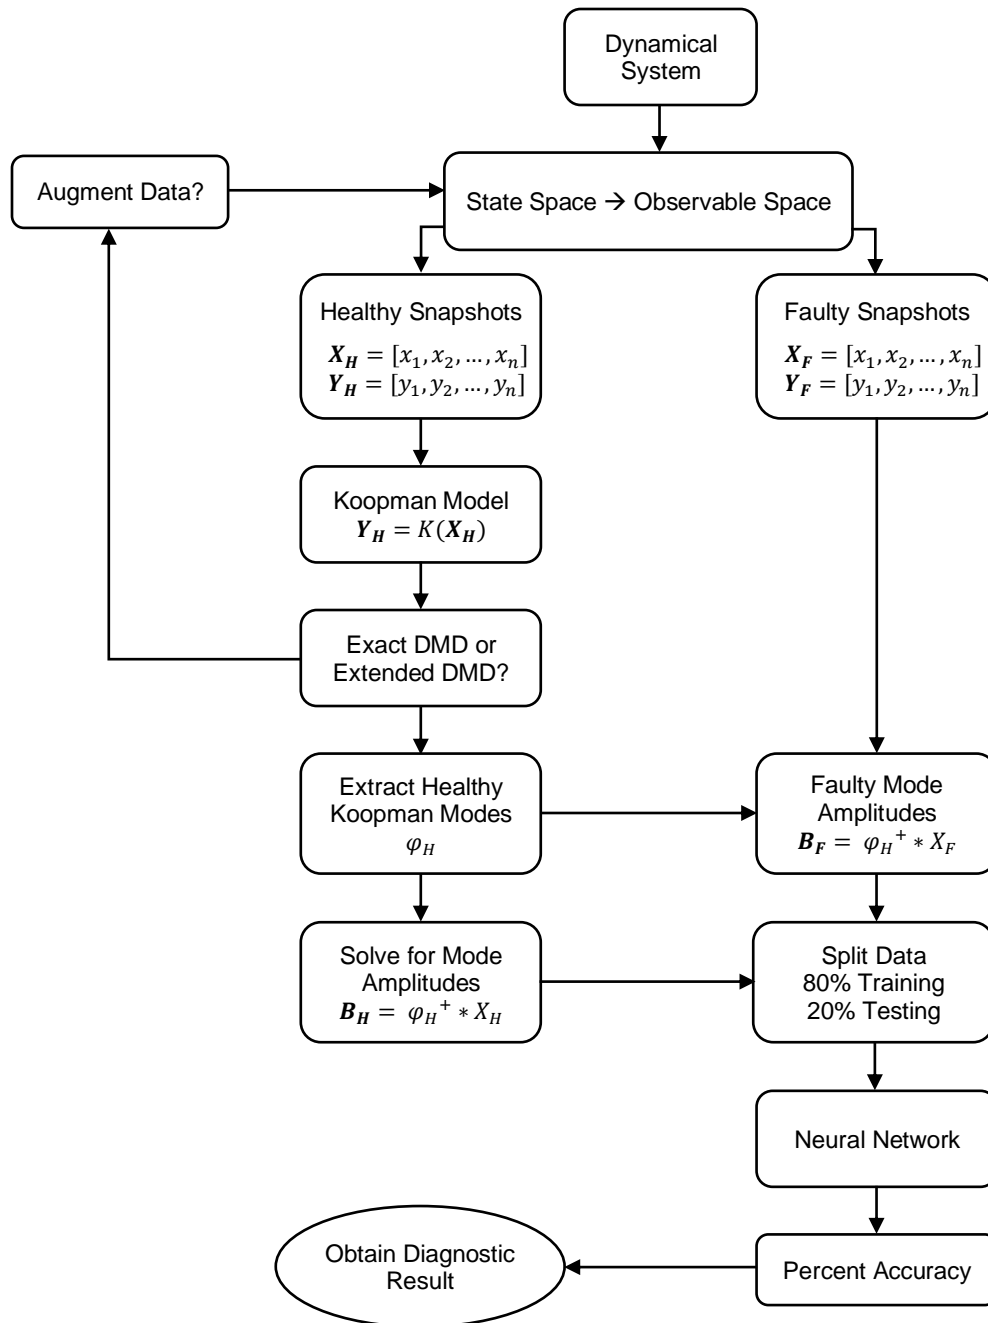 Dynamical
System
Augment Data?
State Space → Observable Space
Healthy Snapshots
X_H = [x_1, x_2, …, x_n]
Y_H = [y_1, y_2, …, y_n]
Faulty Snapshots
X_F = [x_1, x_2, …, x_n]
Y_F = [y_1, y_2, …, y_n]
Koopman Model
Y_H = K(X_H)
Exact DMD or
Extended DMD?
Extract Healthy
Koopman Modes
φ_H
Faulty Mode
Amplitudes
B_F = φ_H^+ * X_F
Solve for Mode
Amplitudes
B_H = φ_H^+ * X_H
Split Data
80% Training
20% Testing
Neural Network
Percent Accuracy
Obtain Diagnostic
Result